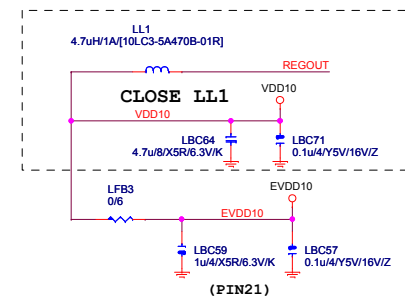 LL1
4.7uH/1A/[10LC3-5A470B-01R]
REGOUT
CLOSE LL1
VDD10
VDD10
LBC64
4.7u/8/X5R/6.3V/K
LBC71
0.1u/4/Y5V/16V/Z
LFB3
0/6
EVDD10
EVDD10
LBC59
1u/4/X5R/6.3V/K
LBC57
0.1u/4/Y5V/16V/Z
(PIN21)